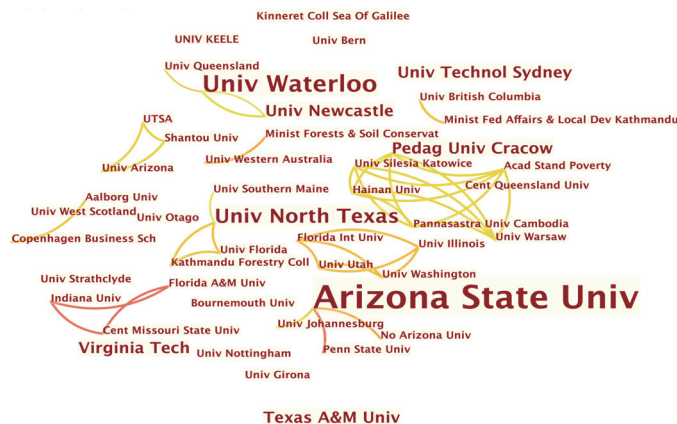 Kinneret Coll Sea Of Galilee
UNIV KEELE
Univ Bern
Univ Queensland
Univ Waterloo
Univ Technol Sydney
Univ British Columbia
Univ Newcastle
UTSA
Minist Fed Affairs & Local Dev Kathmandu
Shantou Univ
Minist Forests & Soil Conservat
Pedag Univ Cracow
Univ Arizona
Univ Western Australia
Univ Silesia Katowice
Acad Stand Poverty
Cent Queensland Univ
Aalborg Univ
Univ Southern Maine
Hainan Univ
Univ West Scotland
Univ Otago
Univ North Texas
Pannasastra Univ Cambodia
Copenhagen Business Sch
Florida Int Univ
Univ Warsaw
Univ Florida
Univ Illinois
Kathmandu Forestry Coll
Univ Utah
Univ Washington
Univ Strathclyde
Florida A&M Univ
Indiana Univ
Bournemouth Univ
Arizona State Univ
Cent Missouri State Univ
Univ Johannesburg
No Arizona Univ
Virginia Tech
Univ Nottingham
Penn State Univ
Univ Girona
Texas A&M Univ